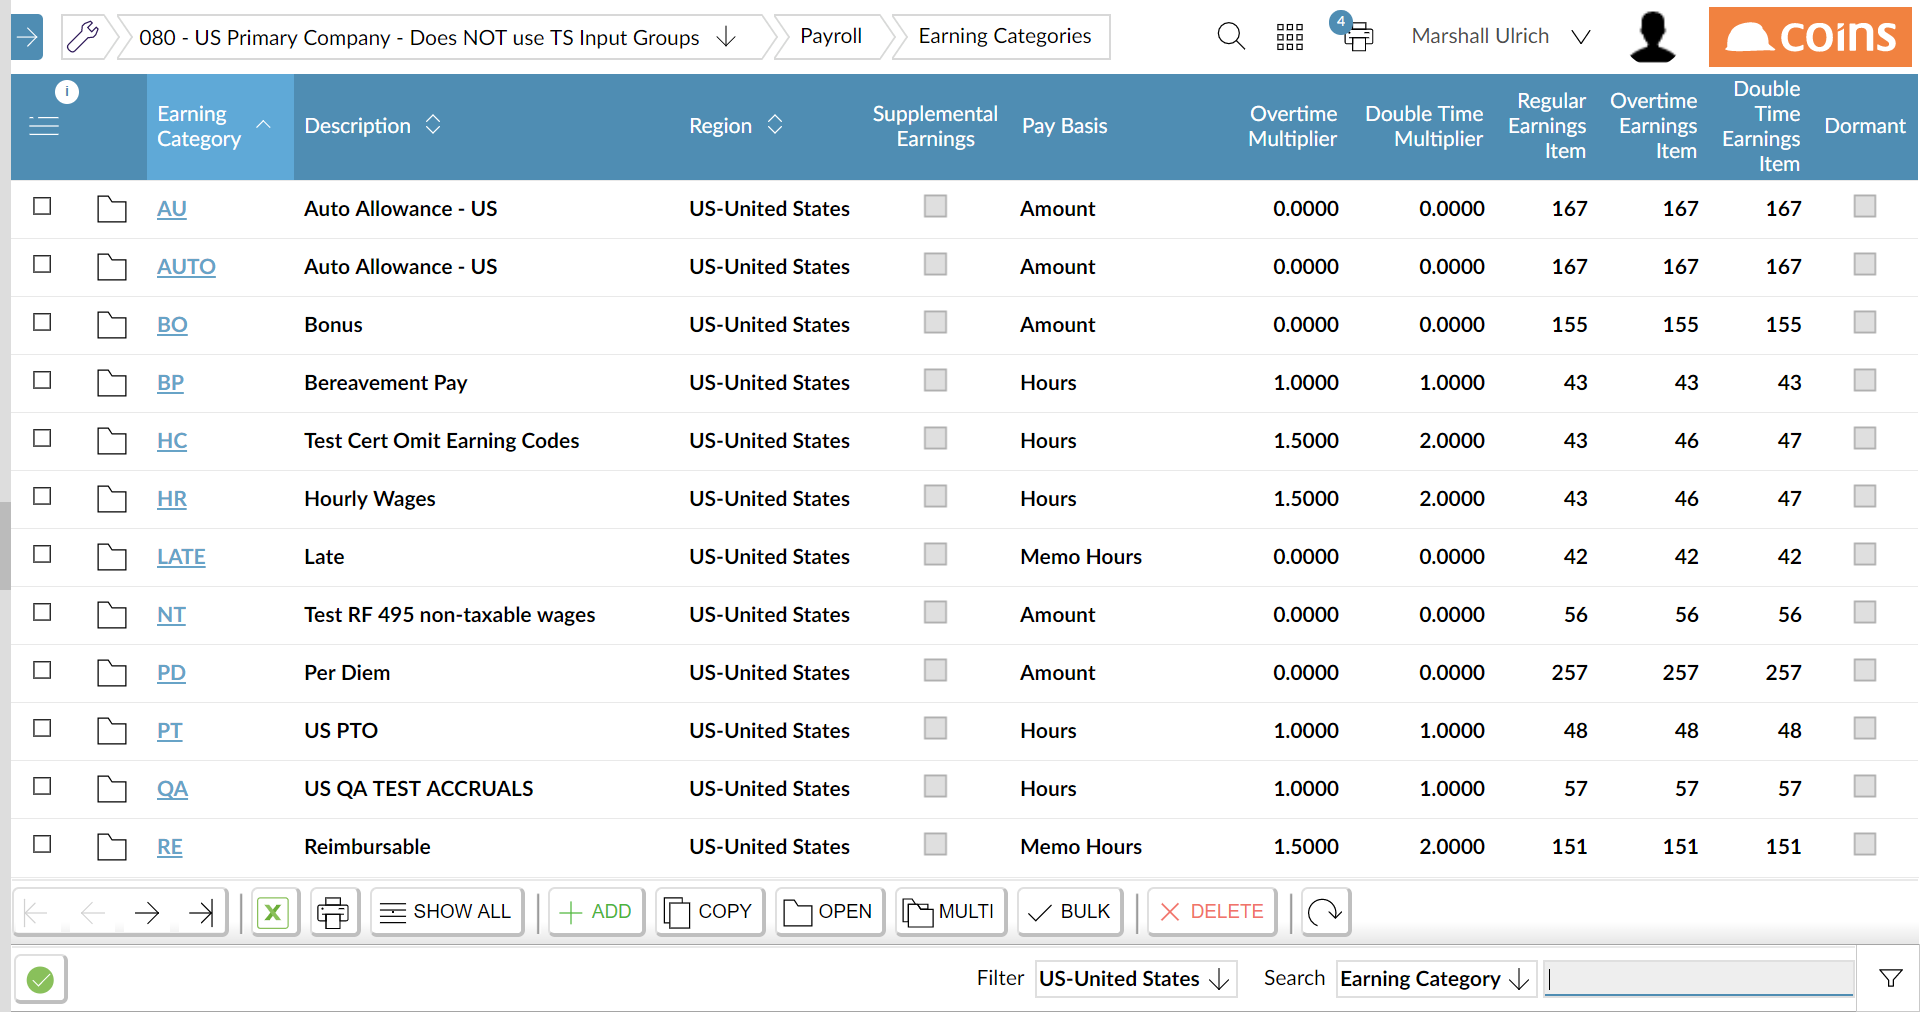 080 - US Primary Company - Does NOT use TS Input Groups
Payroll
Earning Categories
4
Marshall Ulrich
coins
i
Earning Category
Description
Region
Supplemental Earnings
Pay Basis
Overtime Multiplier
Double Time Multiplier
Regular Earnings Item
Overtime Earnings Item
Double Time Earnings Item
Dormant
AU Auto Allowance - US US-United States Amount 0.0000 0.0000 167 167 167
AUTO Auto Allowance - US US-United States Amount 0.0000 0.0000 167 167 167
BO Bonus US-United States Amount 0.0000 0.0000 155 155 155
BP Bereavement Pay US-United States Hours 1.0000 1.0000 43 43 43
HC Test Cert Omit Earning Codes US-United States Hours 1.5000 2.0000 43 46 47
HR Hourly Wages US-United States Hours 1.5000 2.0000 43 46 47
LATE Late US-United States Memo Hours 0.0000 0.0000 42 42 42
NT Test RF 495 non-taxable wages US-United States Amount 0.0000 0.0000 56 56 56
PD Per Diem US-United States Amount 0.0000 0.0000 257 257 257
PT US PTO US-United States Hours 1.0000 1.0000 48 48 48
QA US QA TEST ACCRUALS US-United States Hours 1.0000 1.0000 57 57 57
RE Reimbursable US-United States Memo Hours 1.5000 2.0000 151 151 151
X SHOW ALL ADD COPY OPEN MULTI BULK DELETE
Filter US-United States Search Earning Category